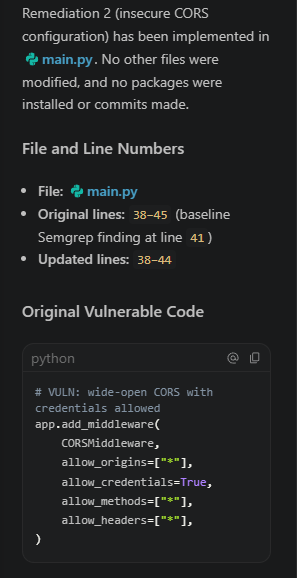 Remediation 2 (insecure CORS
configuration) has been implemented in
main.py. No other files were
modified, and no packages were
installed or commits made.
File and Line Numbers
• File: main.py
• Original lines: 38–45 (baseline
Semgrep finding at line 41)
• Updated lines: 38–44
Original Vulnerable Code
python
# VULN: wide-open CORS with
credentials allowed
app.add_middleware(
    CORSMiddleware,
    allow_origins=["*"],
    allow_credentials=True,
    allow_methods=["*"],
    allow_headers=["*"],
)